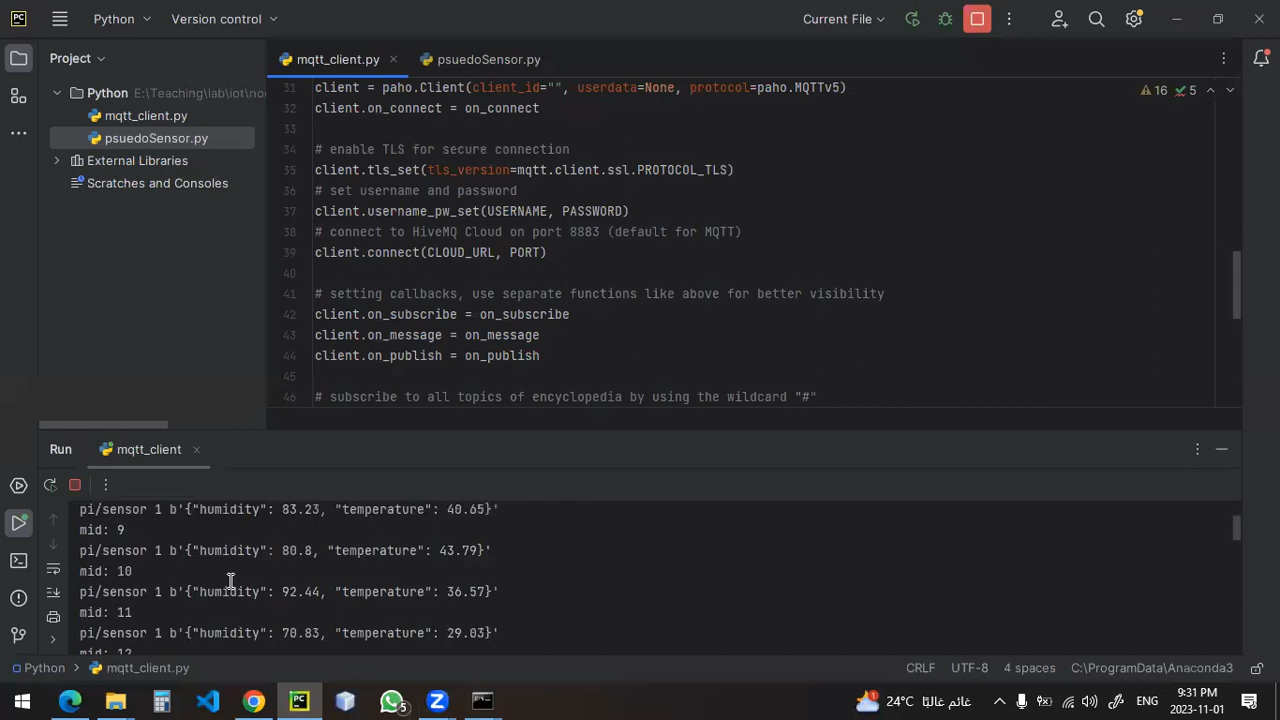 PC
Python
Version control
Current File
Project
mqtt_client.py
psuedoSensor.py
Python E:\Teaching\lab\iot\no
mqtt_client.py
psuedoSensor.py
External Libraries
Scratches and Consoles
16 5
31 client = paho.Client(client_id="", userdata=None, protocol=paho.MQTTv5)
32 client.on_connect = on_connect
33
34 # enable TLS for secure connection
35 client.tls_set(tls_version=mqtt.client.ssl.PROTOCOL_TLS)
36 # set username and password
37 client.username_pw_set(USERNAME, PASSWORD)
38 # connect to HiveMQ Cloud on port 8883 (default for MQTT)
39 client.connect(CLOUD_URL, PORT)
40
41 # setting callbacks, use separate functions like above for better visibility
42 client.on_subscribe = on_subscribe
43 client.on_message = on_message
44 client.on_publish = on_publish
45
46 # subscribe to all topics of encyclopedia by using the wildcard "#"
Run
mqtt_client
pi/sensor 1 b'{"humidity": 83.23, "temperature": 40.65}'
mid: 9
pi/sensor 1 b'{"humidity": 80.8, "temperature": 43.79}'
mid: 10
pi/sensor 1 b'{"humidity": 92.44, "temperature": 36.57}'
mid: 11
pi/sensor 1 b'{"humidity": 70.83, "temperature": 29.03}'
mid: 12
Python > mqtt_client.py
CRLF UTF-8 4 spaces C:\ProgramData\Anaconda3
5
1
24°C غائم غالبًا
ENG
9:31 PM
2023-11-01